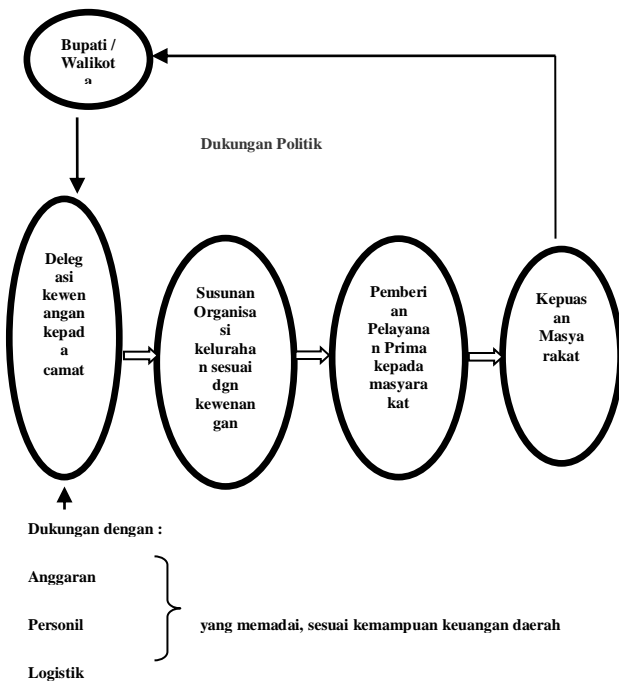 Bupati /
Walikot
a
Dukungan Politik
Deleg
asi
kewen
angan
kepad
a
camat
Susunan
Organisa
si
keluraha
n sesuai
dgn
kewenan
gan
Pemberi
an
Pelayana
n Prima
kepada
masyara
kat
Kepuas
an
Masya
rakat
Dukungan dengan :
Anggaran
Personil
yang memadai, sesuai kemampuan keuangan daerah
Logistik